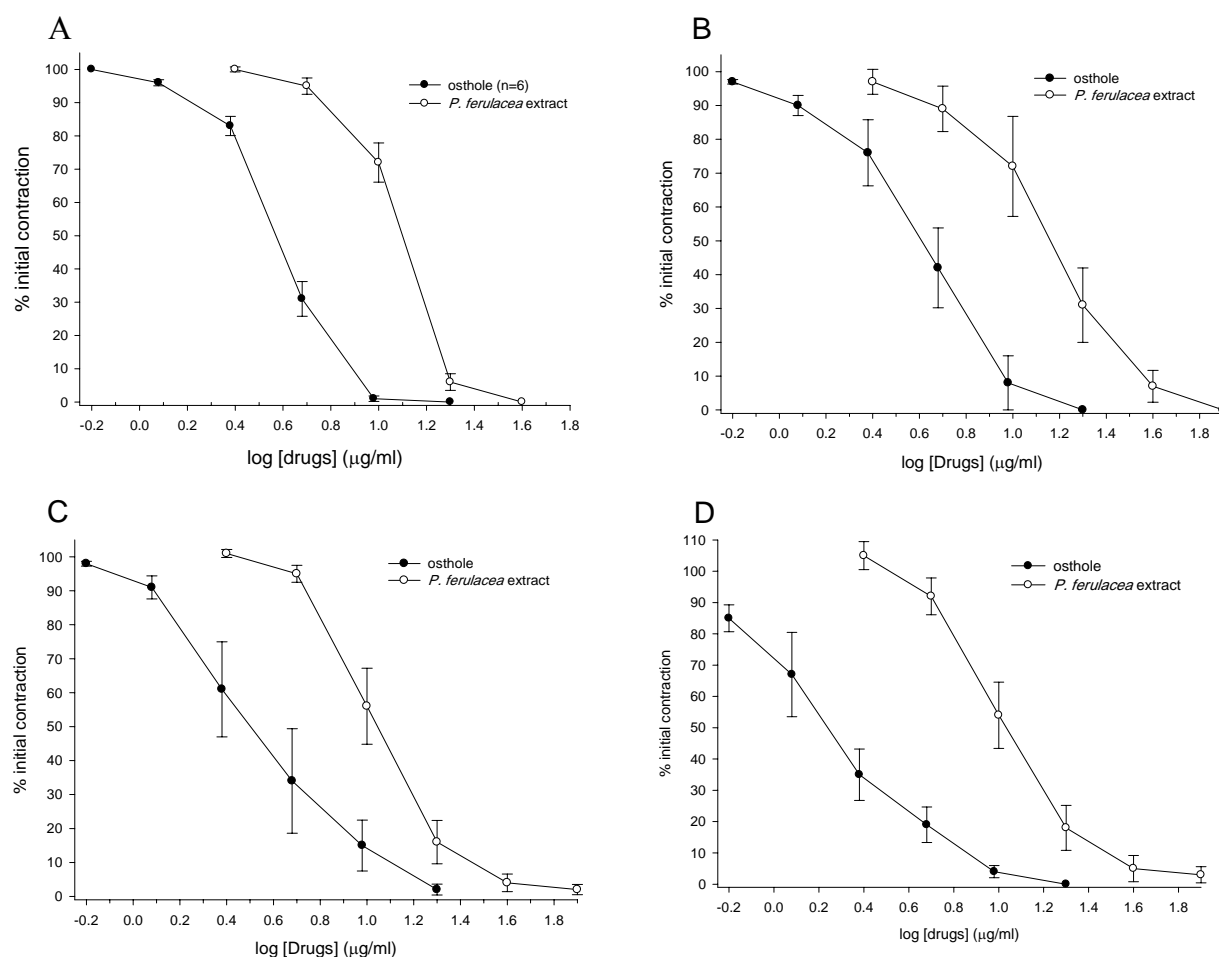 A
% initial contraction
100
90
80
70
60
50
40
30
20
10
0
osthole (n=6)
P. ferulacea extract
-0.2 0.0 0.2 0.4 0.6 0.8 1.0 1.2 1.4 1.6 1.8
log [drugs] (μg/ml)
B
% initial contraction
100
90
80
70
60
50
40
30
20
10
0
osthole
P. ferulacea extract
-0.2 0.0 0.2 0.4 0.6 0.8 1.0 1.2 1.4 1.6 1.8
log [Drugs] (μg/ml)
C
% initial contraction
100
90
80
70
60
50
40
30
20
10
0
osthole
P. ferulacea extract
-0.2 0.0 0.2 0.4 0.6 0.8 1.0 1.2 1.4 1.6 1.8
log [Drugs] (μg/ml)
D
% initial contraction
110
100
90
80
70
60
50
40
30
20
10
0
osthole
P. ferulacea extract
-0.2 0.0 0.2 0.4 0.6 0.8 1.0 1.2 1.4 1.6 1.8
log [drugs] (μg/ml)